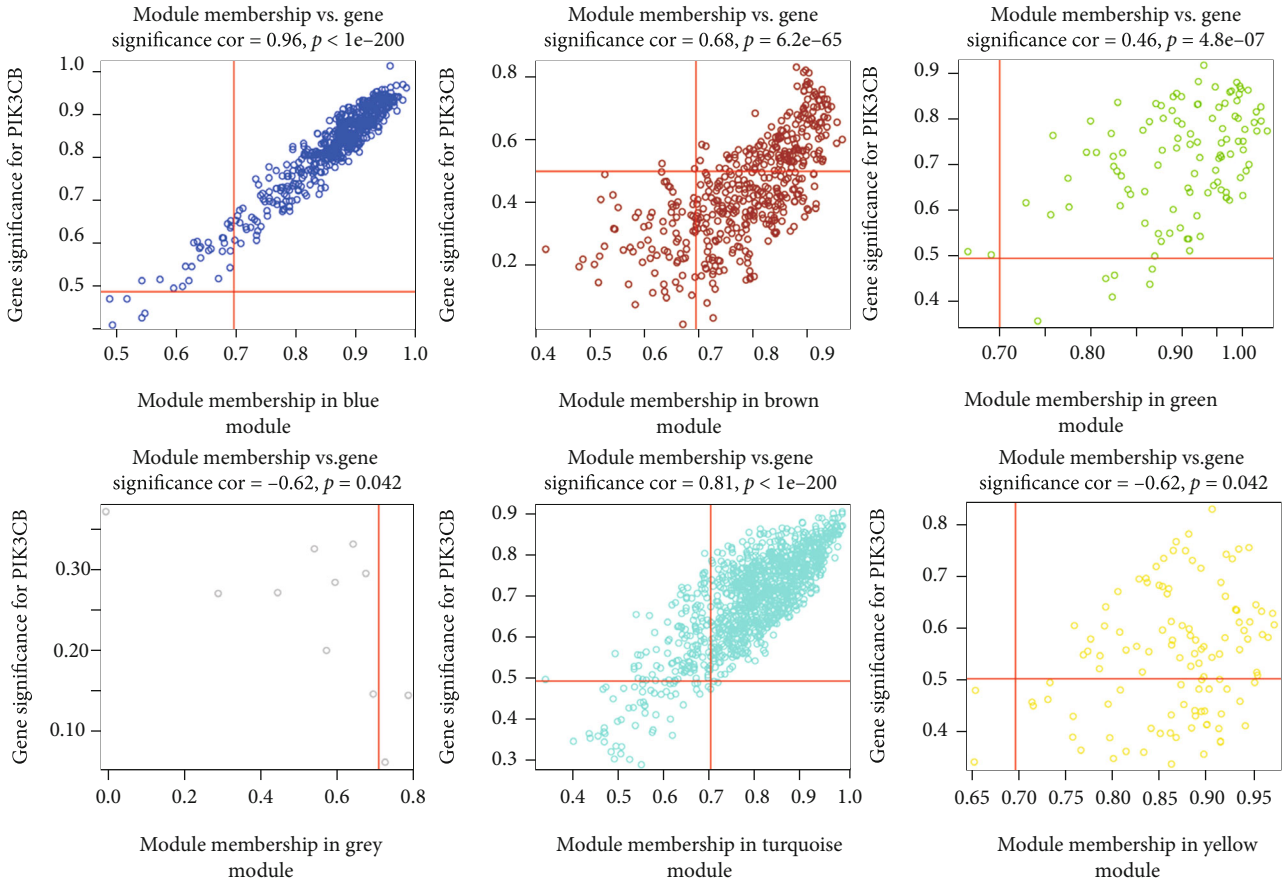 Module membership vs. gene
significance cor = 0.96, p < 1e–200
1.0
0.9
0.8
0.7
0.6
0.5
Gene significance for PIK3CB
0.5 0.6 0.7 0.8 0.9 1.0
Module membership in blue
module
Module membership vs. gene
significance cor = 0.68, p = 6.2e–65
0.8
0.6
0.4
0.2
Gene significance for PIK3CB
0.4 0.5 0.6 0.7 0.8 0.9
Module membership in brown
module
Module membership vs. gene
significance cor = 0.46, p = 4.8e–07
0.9
0.8
0.7
0.6
0.5
0.4
Gene significance for PIK3CB
0.70 0.80 0.90 1.00
Module membership in green
module
Module membership vs.gene
significance cor = –0.62, p = 0.042
0.30
0.20
0.10
Gene significance for PIK3CB
0.0 0.2 0.4 0.6 0.8
Module membership in grey
module
Module membership vs.gene
significance cor = 0.81, p < 1e–200
0.9
0.8
0.7
0.6
0.5
0.4
0.3
Gene significance for PIK3CB
0.4 0.5 0.6 0.7 0.8 0.9 1.0
Module membership in turquoise
module
Module membership vs.gene
significance cor = –0.62, p = 0.042
0.8
0.7
0.6
0.5
0.4
Gene significance for PIK3CB
0.65 0.70 0.75 0.80 0.85 0.90 0.95
Module membership in yellow
module